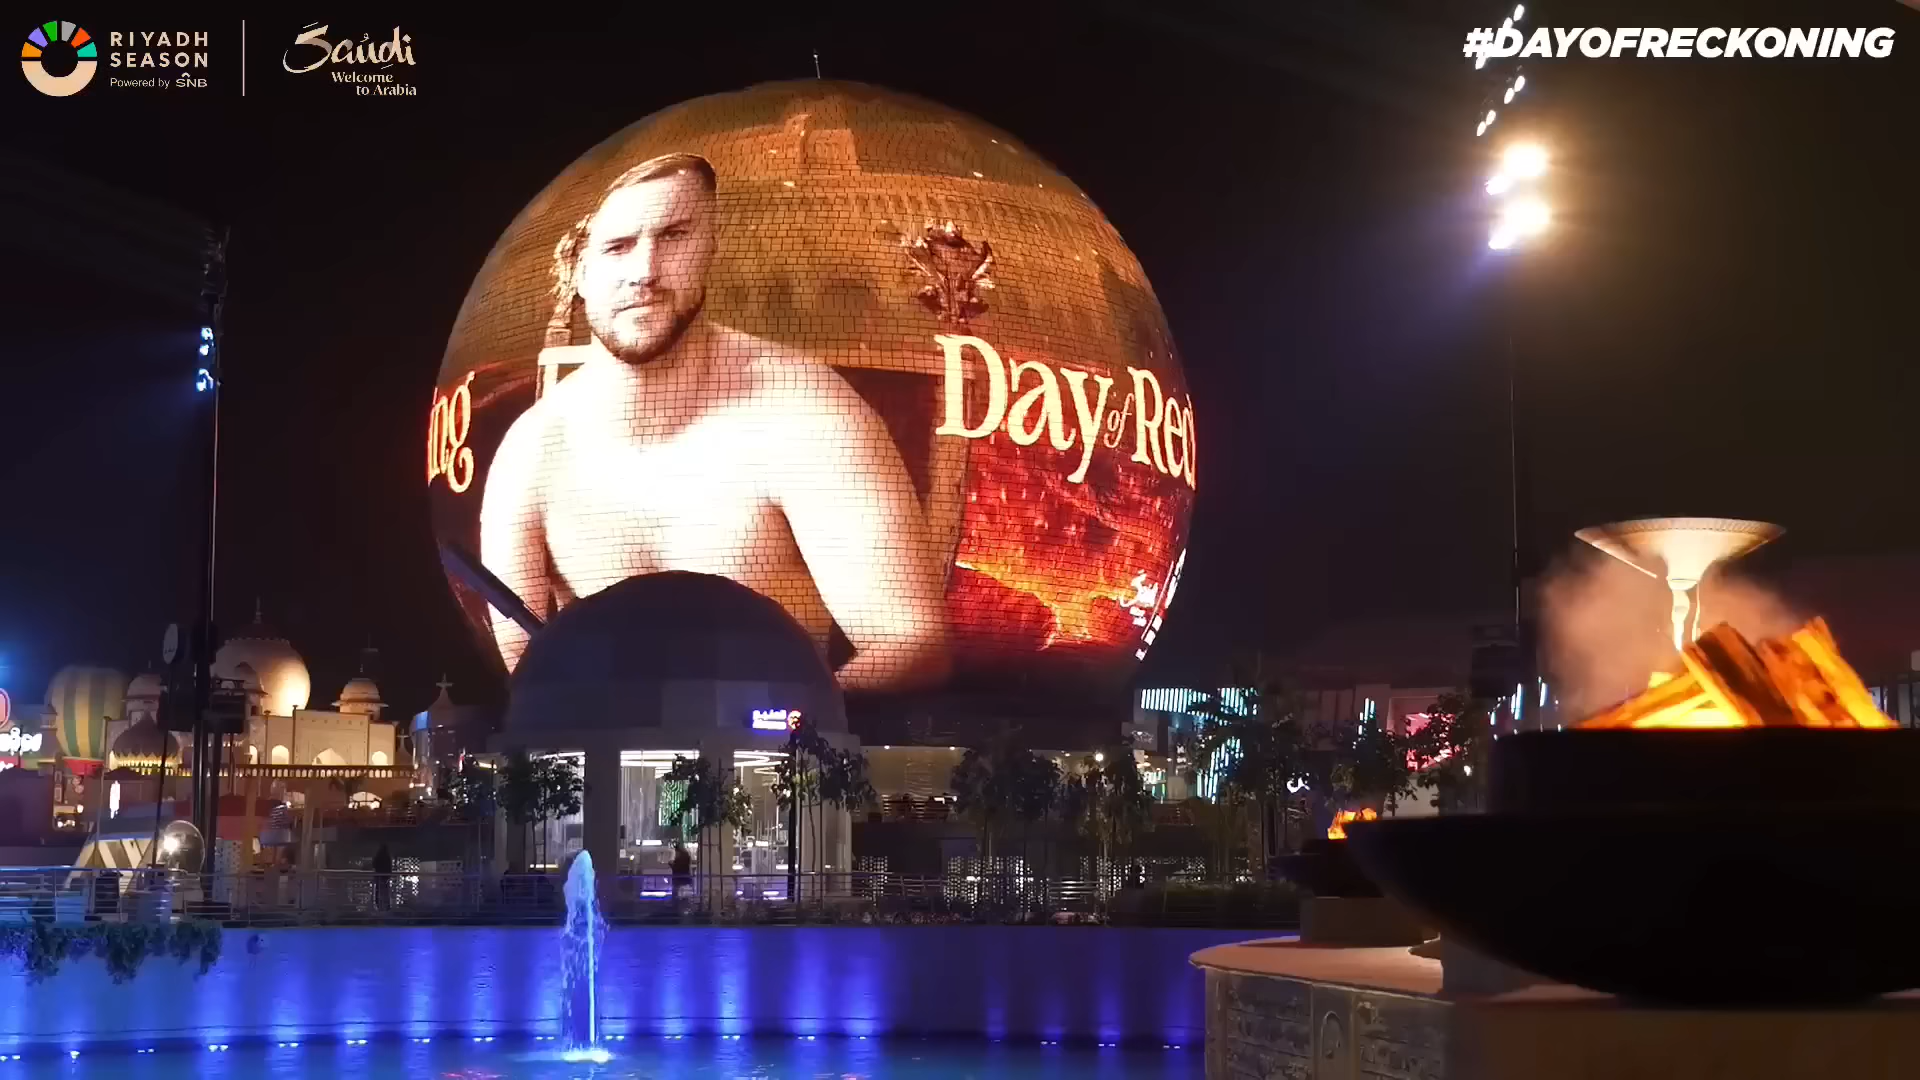 RIYADH
SEASON
Powered by SNB
Saudi
Welcome
to Arabia
#DAYOFRECKONING
ing
Day of Rec